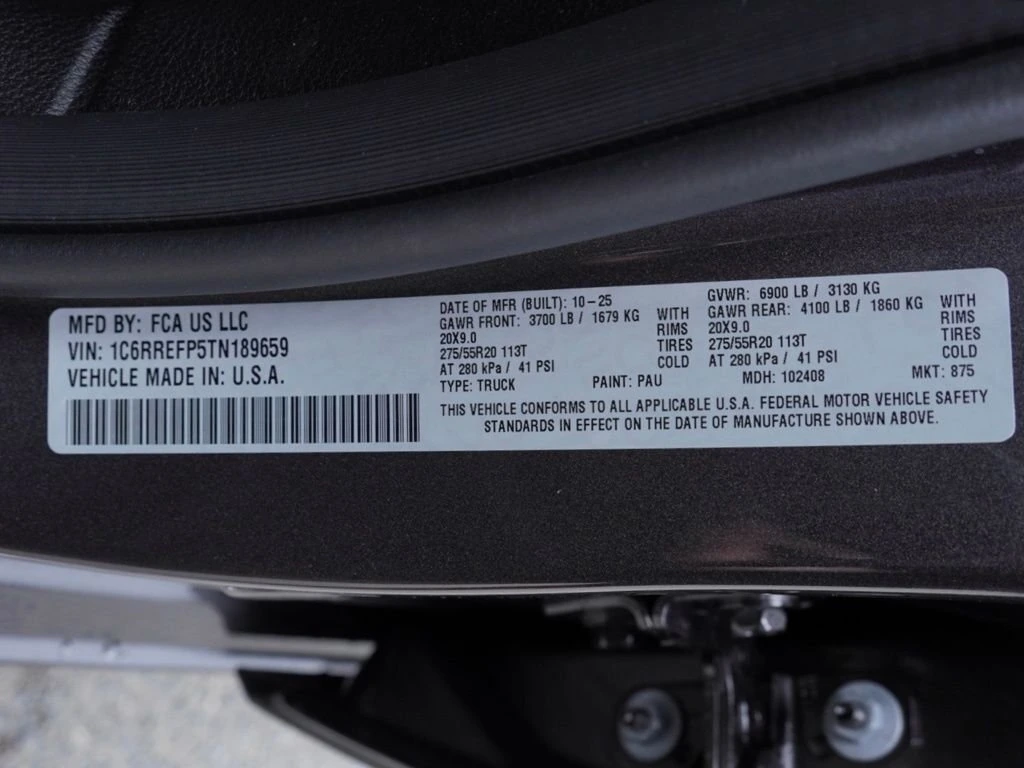 MFD BY: FCA US LLC
VIN: 1C6RREFP5TN189659
VEHICLE MADE IN: U.S.A.
DATE OF MFR (BUILT): 10-25
GAWR FRONT: 3700 LB / 1679 KG WITH
20X9.0 RIMS
275/55R20 113T TIRES
AT 280 kPa / 41 PSI COLD
GVWR: 6900 LB / 3130 KG
GAWR REAR: 4100 LB / 1860 KG WITH
20X9.0 RIMS
275/55R20 113T TIRES
AT 280 kPa / 41 PSI COLD
TYPE: TRUCK PAINT: PAU MDH: 102408 MKT: 875
THIS VEHICLE CONFORMS TO ALL APPLICABLE U.S.A. FEDERAL MOTOR VEHICLE SAFETY
STANDARDS IN EFFECT ON THE DATE OF MANUFACTURE SHOWN ABOVE.